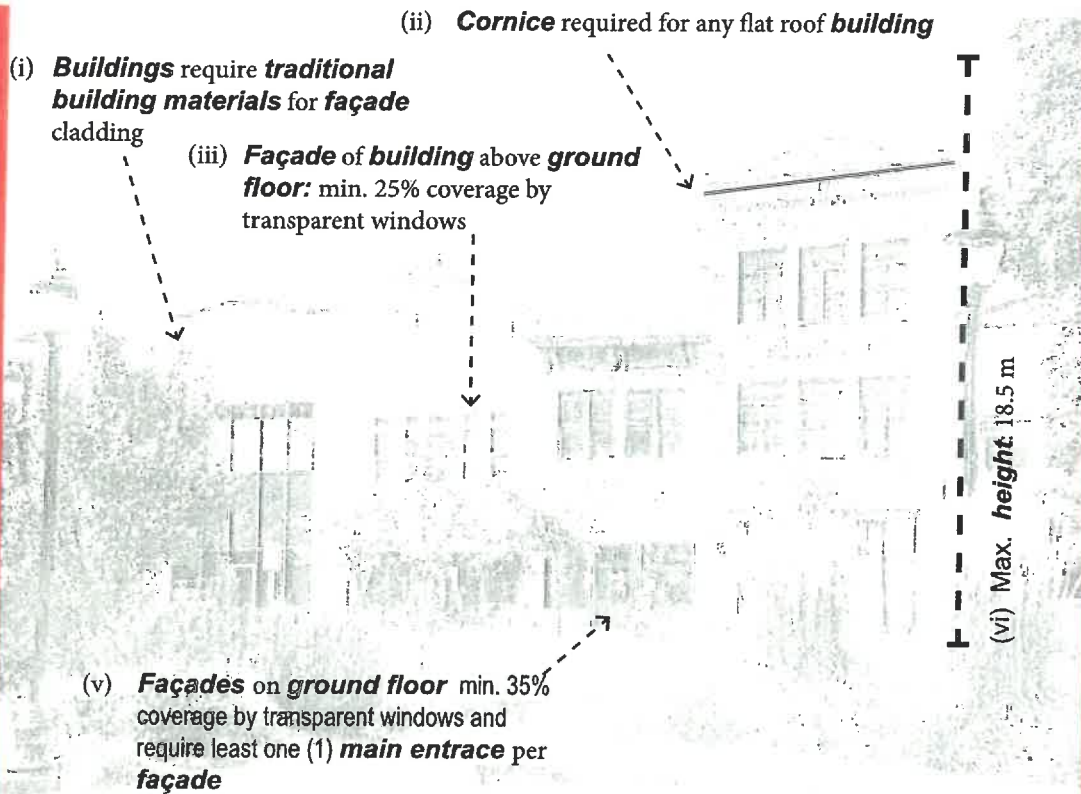 (ii) Cornice required for any flat roof building
(i) Buildings require traditional
building materials for façade
cladding
(iii) Façade of building above ground
floor: min. 25% coverage by
transparent windows
(vi) Max. height: 18.5 m
(v) Façades on ground floor min. 35%
coverage by transparent windows and
require least one (1) main entrace per
façade